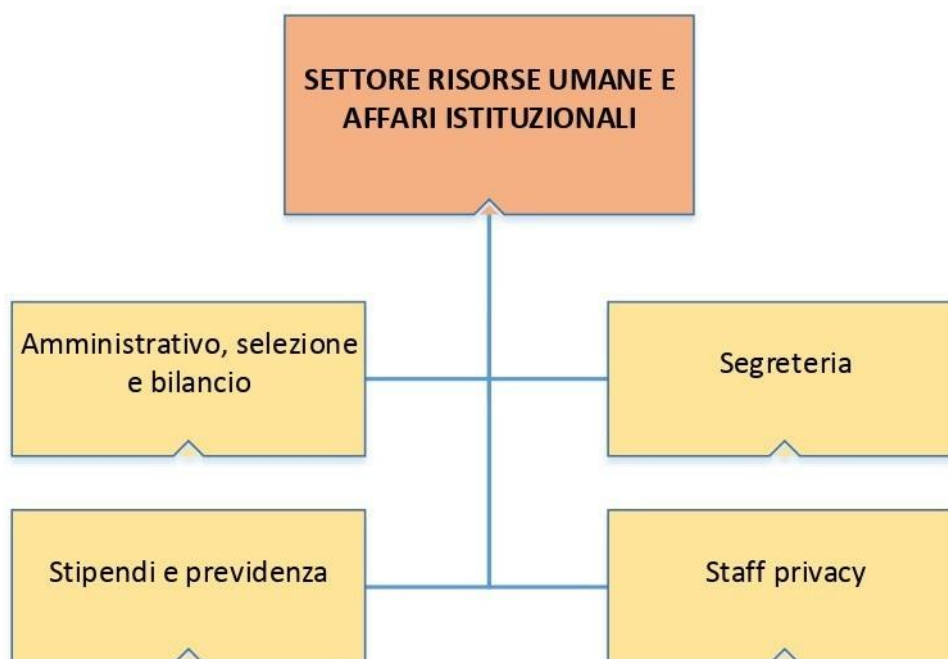 SETTORE RISORSE UMANE E
AFFARI ISTITUZIONALI
Amministrativo, selezione
e bilancio
Segreteria
Stipendi e previdenza
Staff privacy